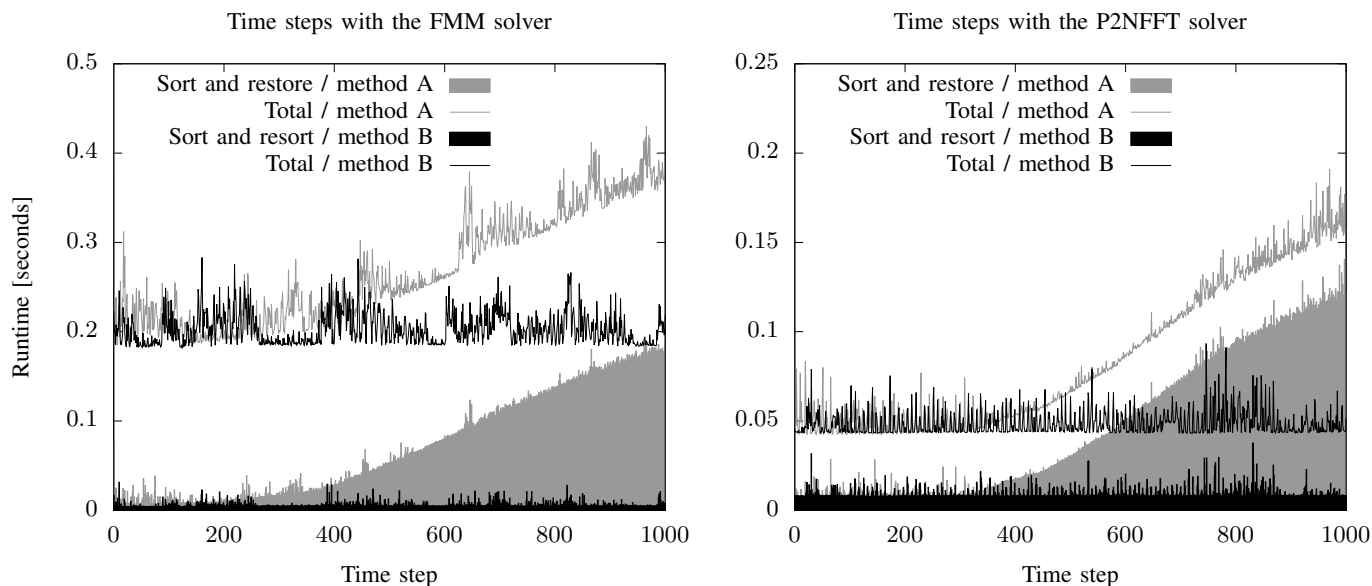 Time steps with the FMM solver
0.5
0.4
0.3
0.2
0.1
0
Runtime [seconds]
Sort and restore / method A
Total / method A
Sort and resort / method B
Total / method B
0 200 400 600 800 1000
Time step
Time steps with the P2NFFT solver
0.25
0.2
0.15
0.1
0.05
0
Sort and restore / method A
Total / method A
Sort and resort / method B
Total / method B
0 200 400 600 800 1000
Time step